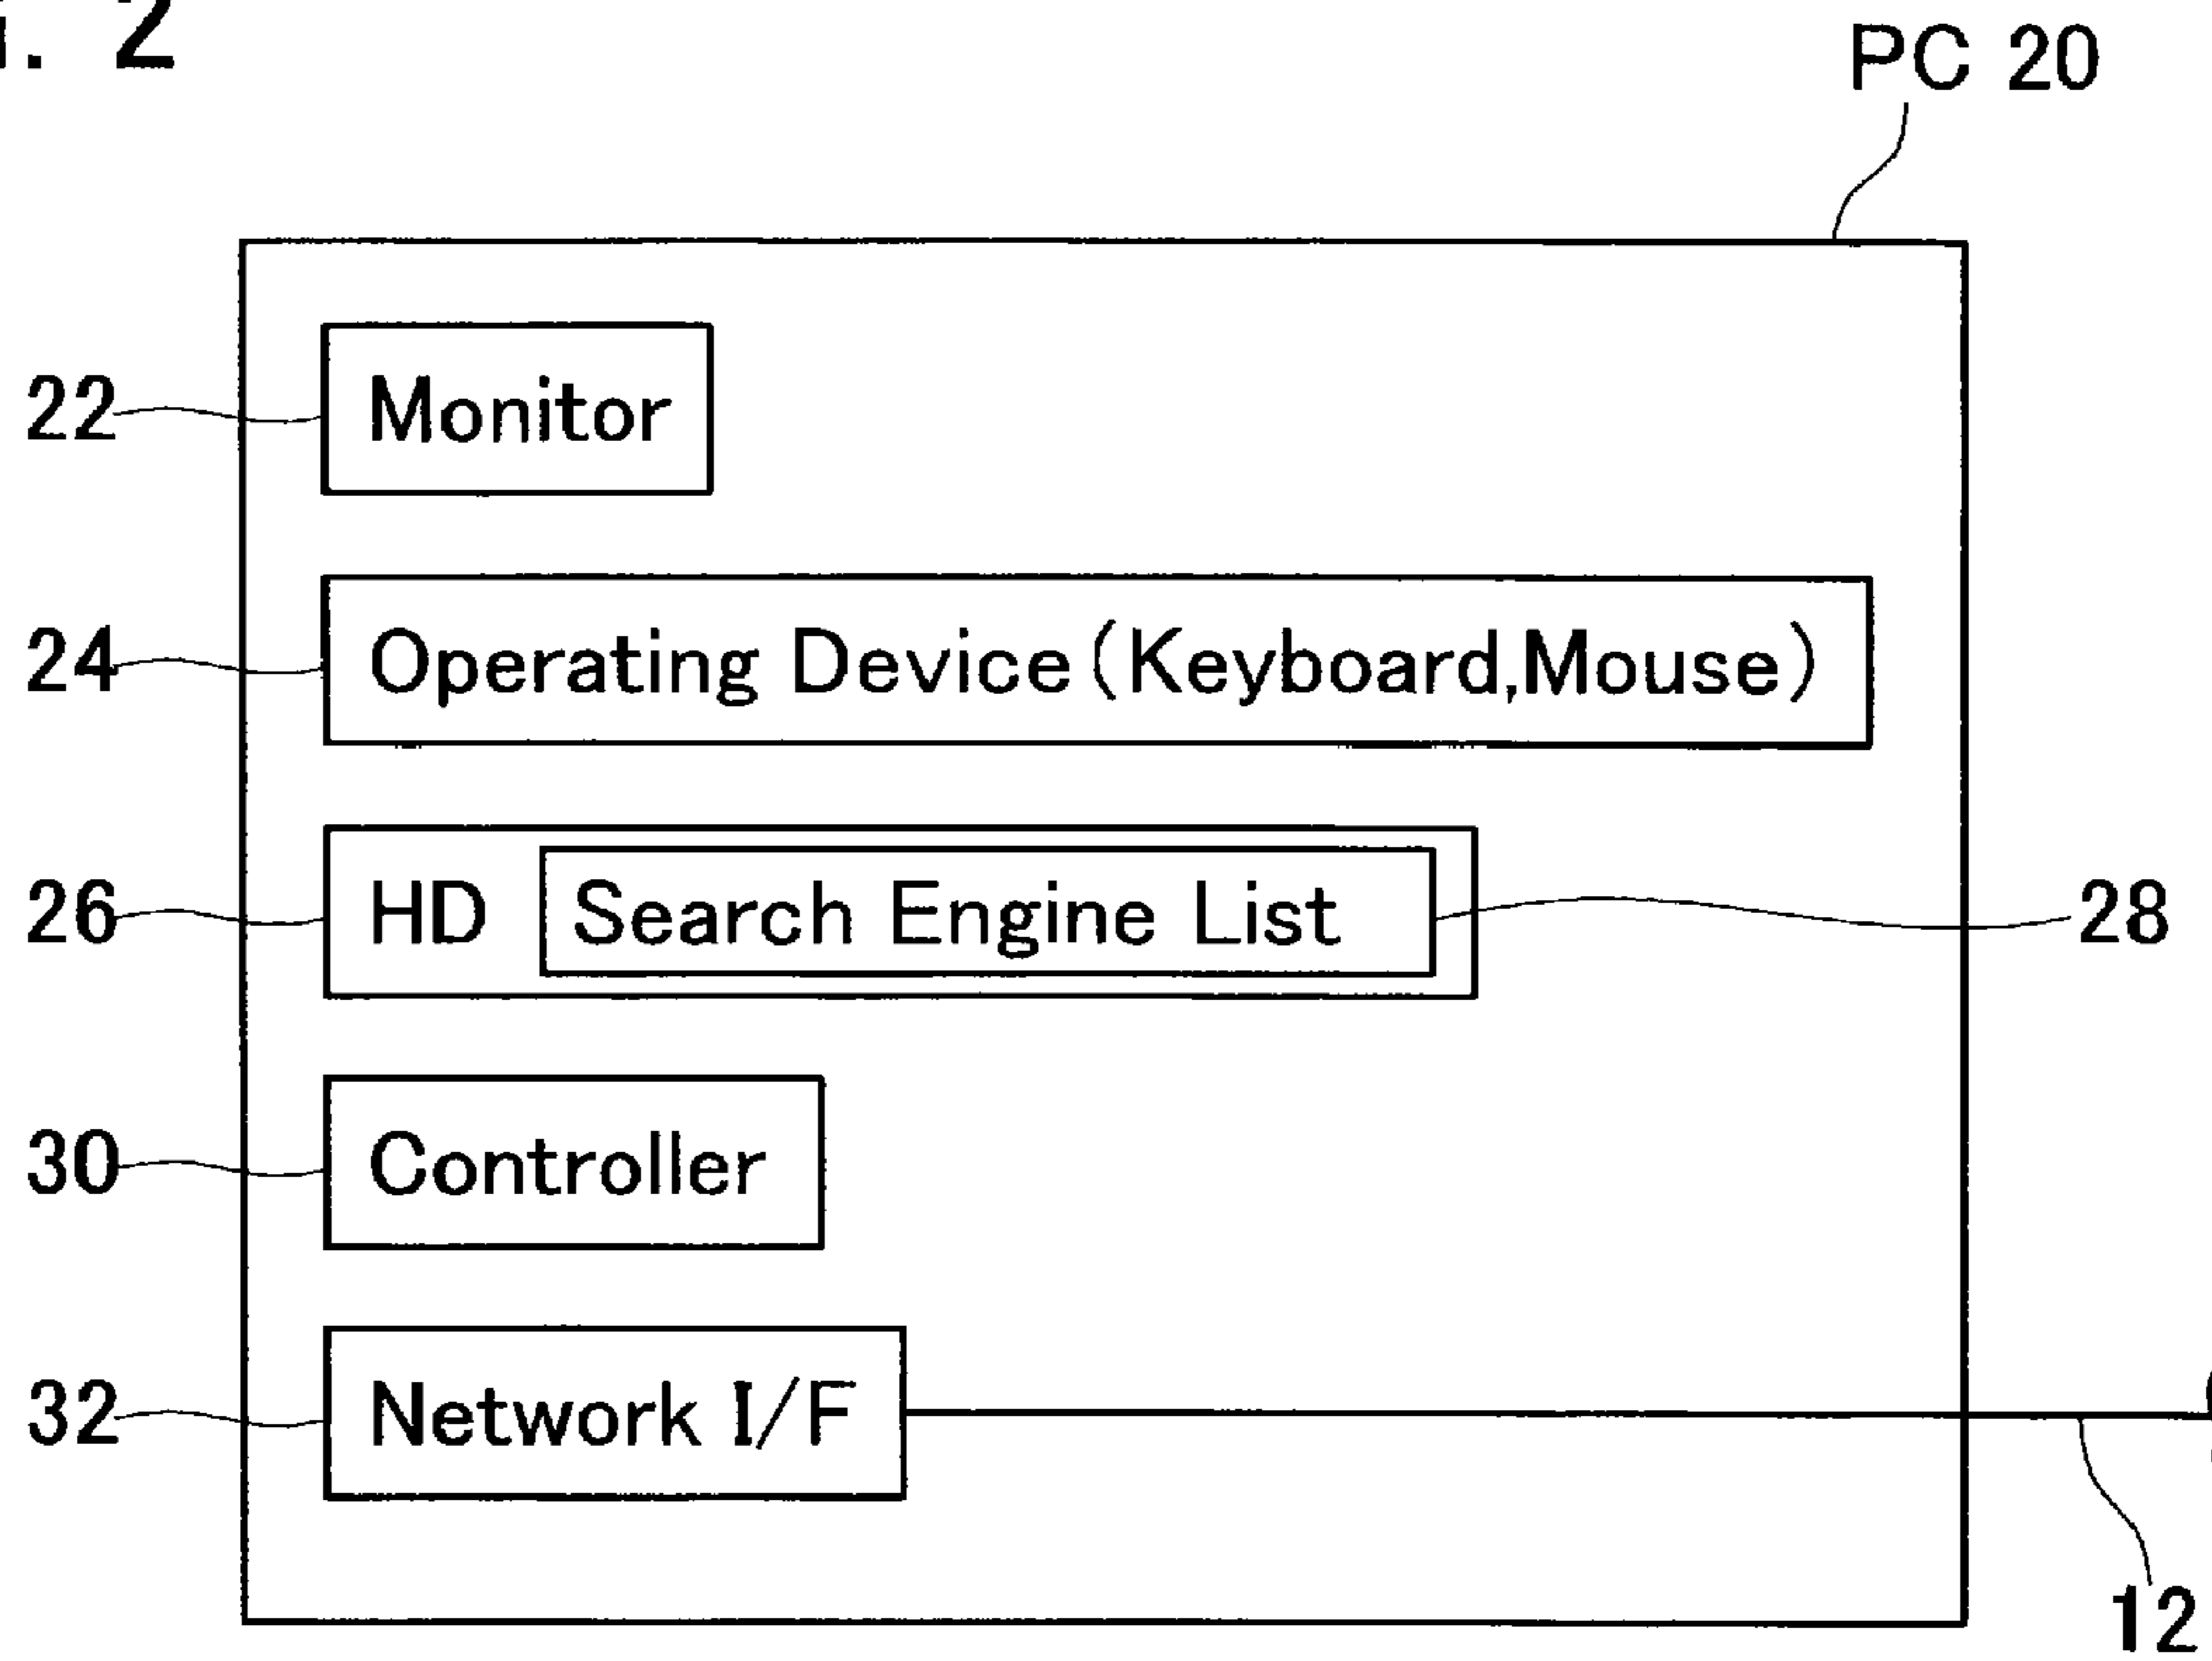 . 2
PC 20
22 Monitor
24 Operating Device (Keyboard,Mouse)
26 HD Search Engine List 28
30 Controller
32 Network I/F
12